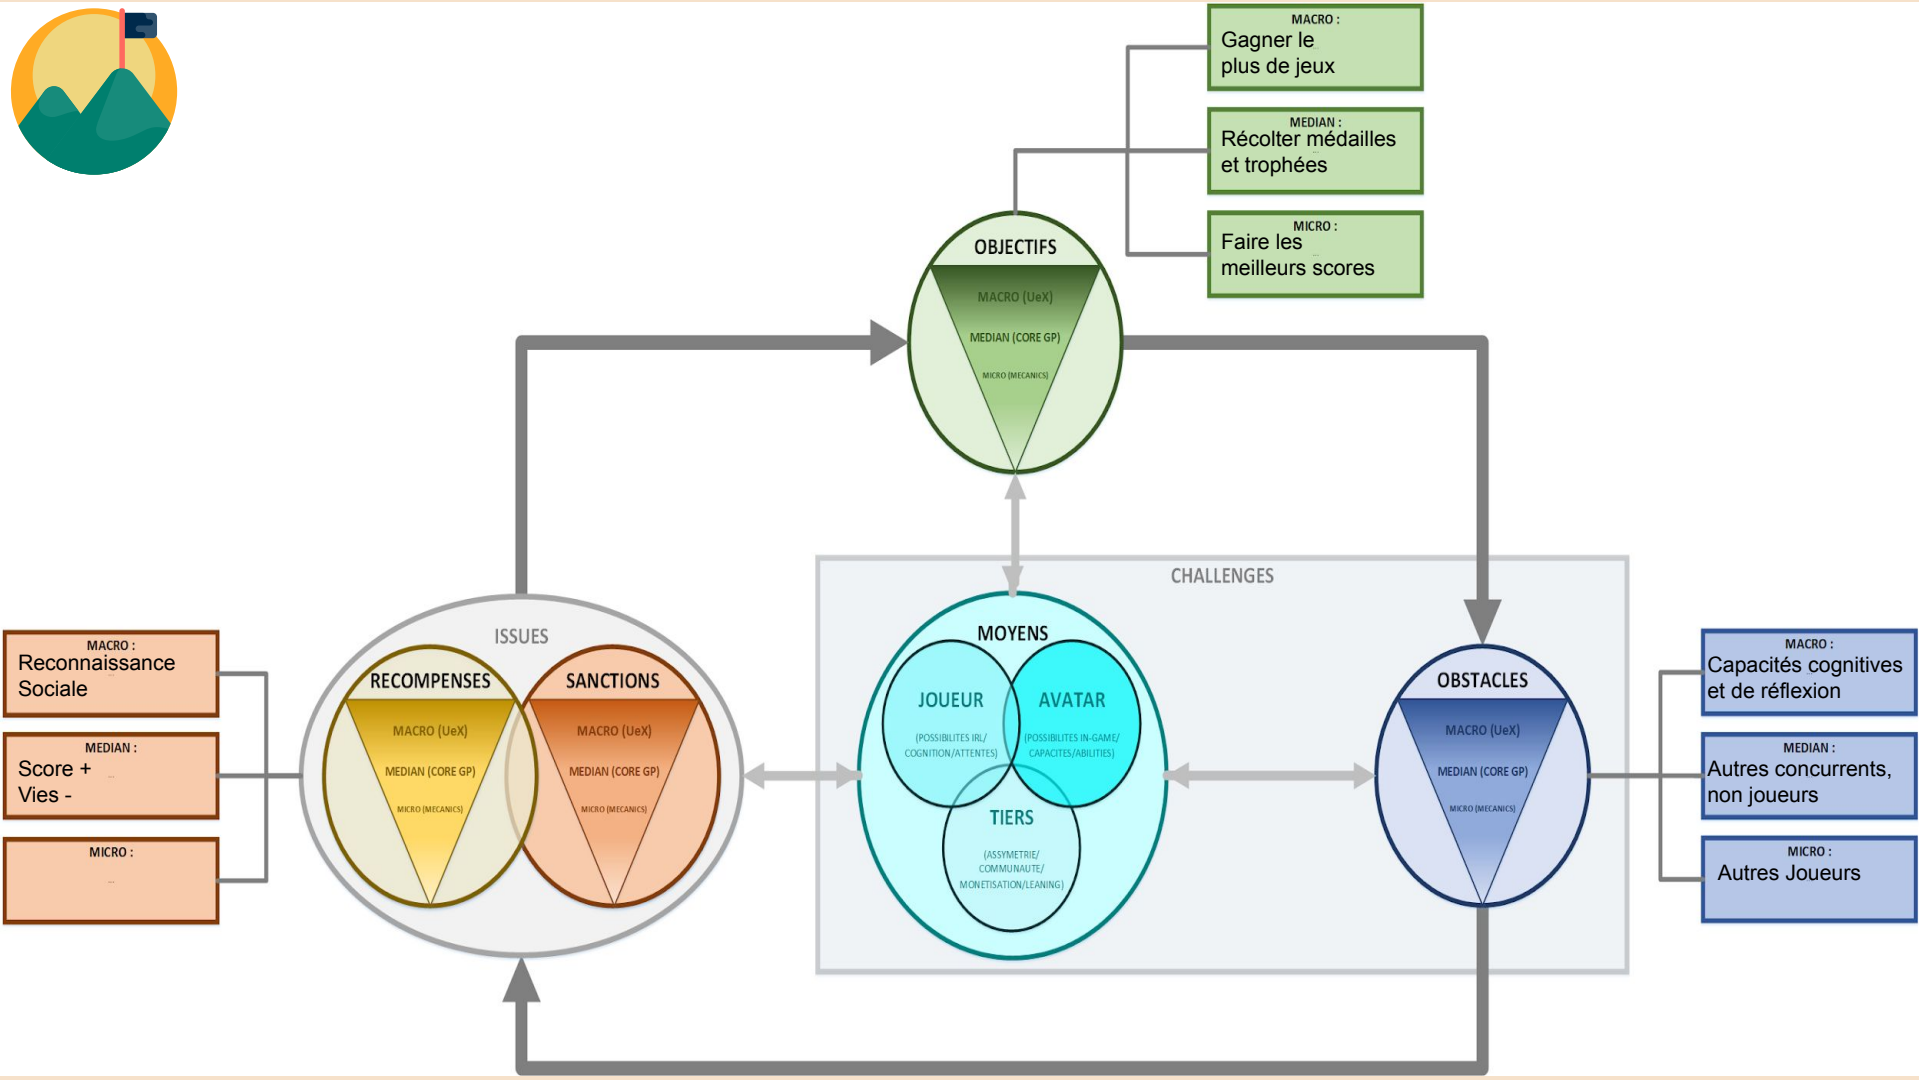 MACRO :
Gagner le
plus de jeux
MEDIAN :
Récolter médailles
et trophées
MICRO :
Faire les
meilleurs scores
OBJECTIFS
MACRO (UeX)
MEDIAN (CORE GP)
MICRO (MECANICS)
CHALLENGES
ISSUES
RECOMPENSES
MACRO (UeX)
MEDIAN (CORE GP)
MICRO (MECANICS)
SANCTIONS
MACRO (UeX)
MEDIAN (CORE GP)
MICRO (MECANICS)
MOYENS
JOUEUR
(POSSIBILITES IRL/
COGNITION/ATTENTES)
AVATAR
(POSSIBILITES IN-GAME/
CAPACITES/ABILITIES)
TIERS
(ASSYMETRIE/
COMMUNAUTE/
MONETISATION/LEANING)
OBSTACLES
MACRO (UeX)
MEDIAN (CORE GP)
MICRO (MECANICS)
MACRO :
Reconnaissance
Sociale
MEDIAN :
Score +
Vies -
MICRO :
...
MACRO :
Capacités cognitives
et de réflexion
MEDIAN :
Autres concurrents,
non joueurs
MICRO :
Autres Joueurs